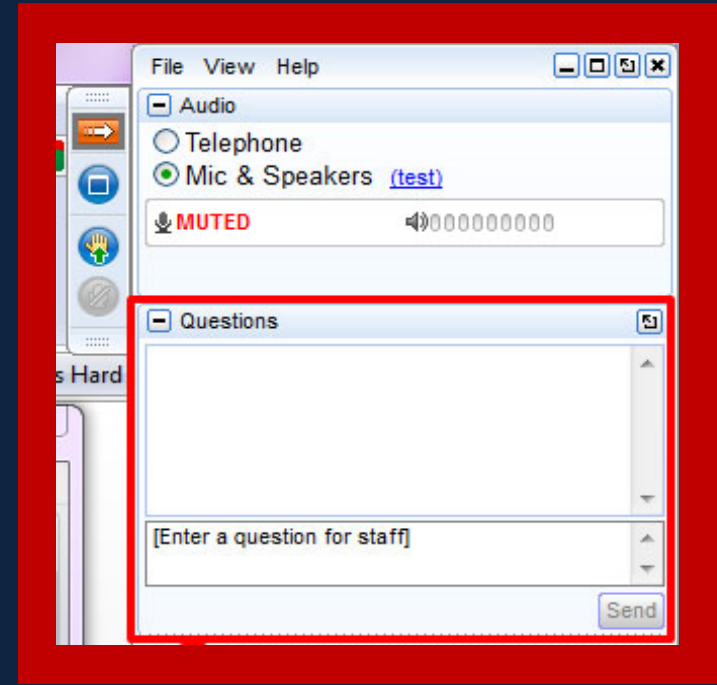 File View Help
Audio
Telephone
Mic & Speakers (test)
MUTED
Questions
s Hard
[Enter a question for staff]
Send